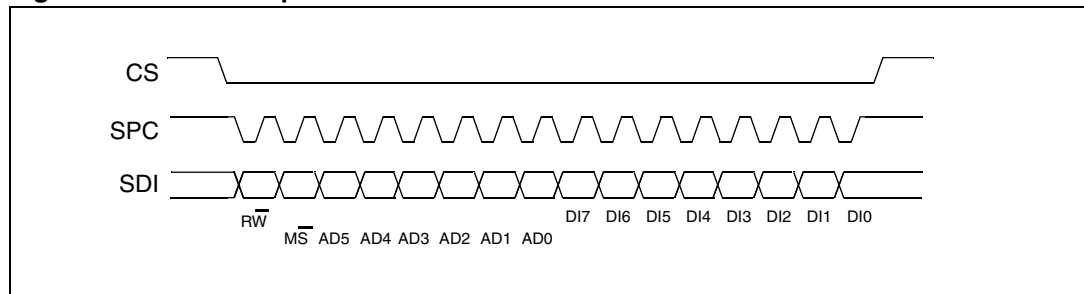 CS
SPC
SDI
RW̅ DI7 DI6 DI5 DI4 DI3 DI2 DI1 DI0
MS̅ AD5 AD4 AD3 AD2 AD1 AD0